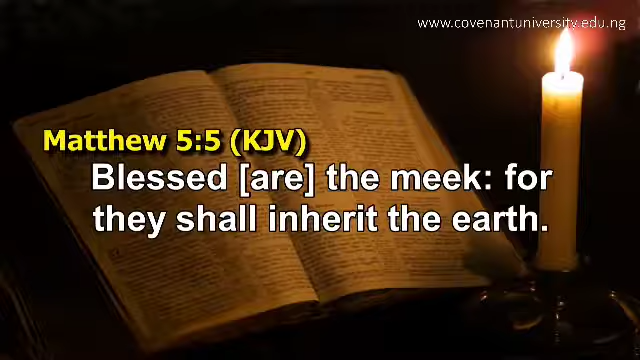 www.covenantuniversity.edu.ng
Matthew 5:5 (KJV)
Blessed [are] the meek: for
they shall inherit the earth.